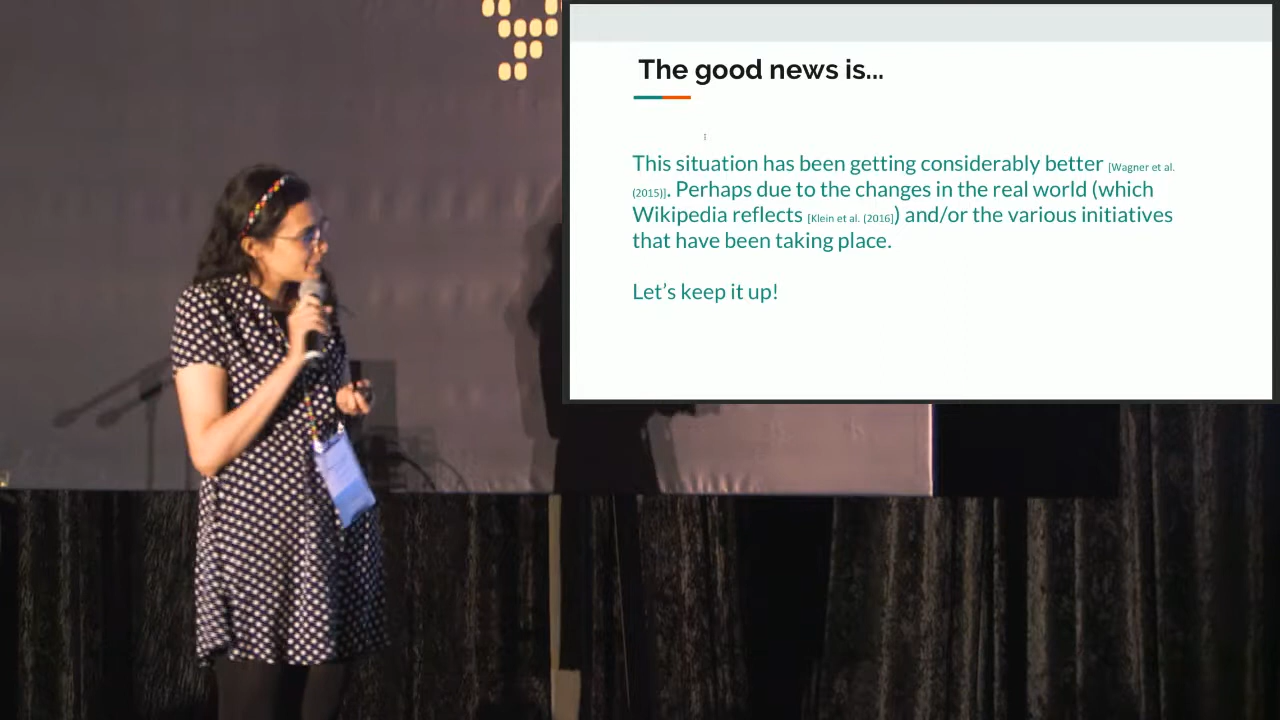 The good news is...
This situation has been getting considerably better [Wagner et al.
(2015)]. Perhaps due to the changes in the real world (which
Wikipedia reflects [Klein et al. (2016]) and/or the various initiatives
that have been taking place.
Let's keep it up!